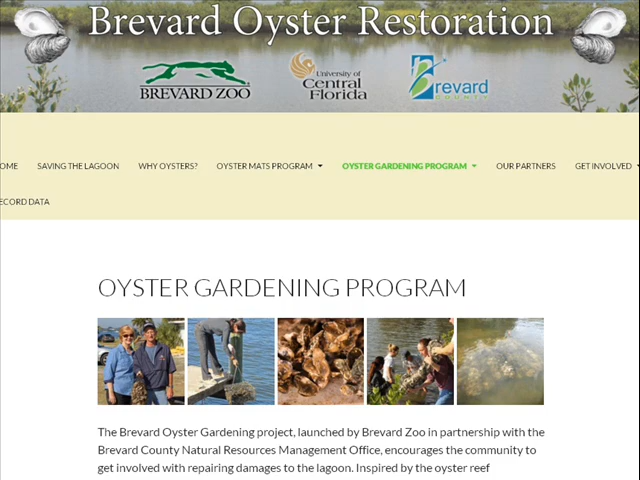 Brevard Oyster Restoration
BREVARD ZOO
University of
Central
Florida
Brevard
COUNTY
OME SAVING THE LAGOON WHY OYSTERS? OYSTER MATS PROGRAM OYSTER GARDENING PROGRAM OUR PARTNERS GET INVOLVED
ECORD DATA
OYSTER GARDENING PROGRAM
The Brevard Oyster Gardening project, launched by Brevard Zoo in partnership with the
Brevard County Natural Resources Management Office, encourages the community to
get involved with repairing damages to the lagoon. Inspired by the oyster reef